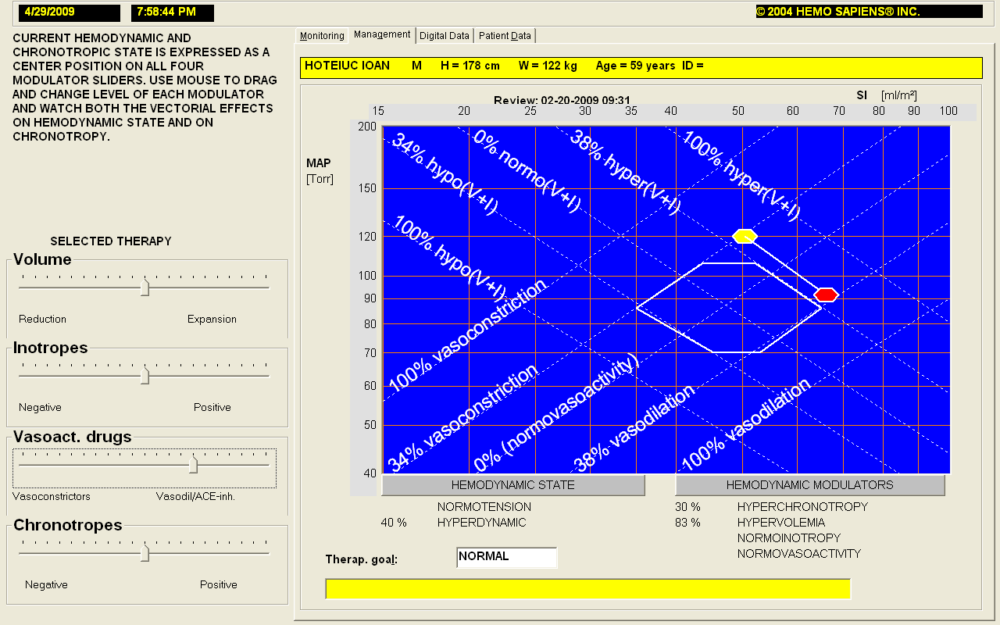 4/29/2009
7:58:44 PM
© 2004 HEMO SAPIENS® INC.
CURRENT HEMODYNAMIC AND
CHRONOTROPIC STATE IS EXPRESSED AS A
CENTER POSITION ON ALL FOUR
MODULATOR SLIDERS. USE MOUSE TO DRAG
AND CHANGE LEVEL OF EACH MODULATOR
AND WATCH BOTH THE VECTORIAL EFFECTS
ON HEMODYNAMIC STATE AND ON
CHRONOTROPY.
SELECTED THERAPY
Volume
Reduction Expansion
Inotropes
Negative Positive
Vasoact. drugs
Vasoconstrictors Vasodil/ACE-inh.
Chronotropes
Negative Positive
Monitoring Management Digital Data Patient Data
HOTEIUC IOAN M H = 178 cm W = 122 kg Age = 59 years ID =
Review: 02-20-2009 09:31
SI [ml/m²]
15 20 25 30 35 40 50 60 70 80 90 100
MAP
[Torr]
200
150
120
100
90
80
70
60
50
40
34% hypo(V+I)
0% normo(V+I)
38% hyper(V+I)
100% hyper(V+I)
100% hypo(V+I)
100% vasoconstriction
34% vasoconstriction
0% (normovasoactivity)
38% vasodilation
100% vasodilation
HEMODYNAMIC STATE
NORMOTENSION
40 % HYPERDYNAMIC
HEMODYNAMIC MODULATORS
30 % HYPERCHRONOTROPY
83 % HYPERVOLEMIA
NORMOINOTROPY
NORMOVASOACTIVITY
Therap. goal: NORMAL